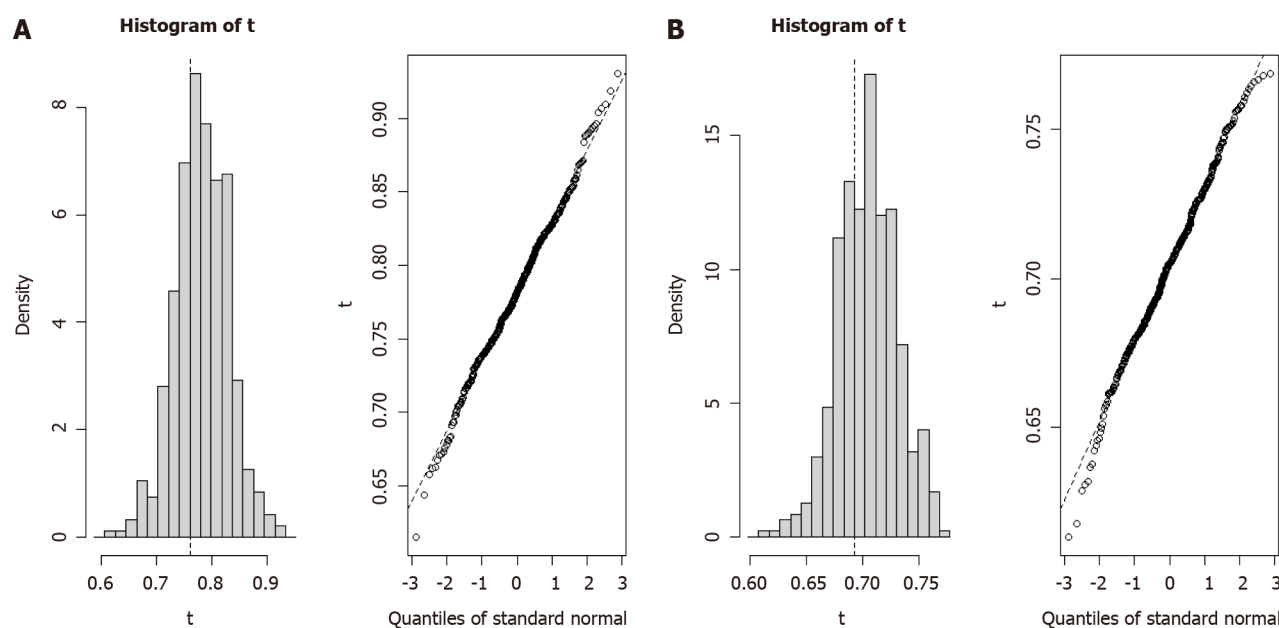 A
Histogram of t
Density
8
6
4
2
0
0.6 0.7 0.8 0.9
t
t
0.90
0.85
0.80
0.75
0.70
0.65
-3 -2 -1 0 1 2 3
Quantiles of standard normal
B
Histogram of t
Density
15
10
5
0
0.60 0.65 0.70 0.75
t
t
0.75
0.70
0.65
-3 -2 -1 0 1 2 3
Quantiles of standard normal